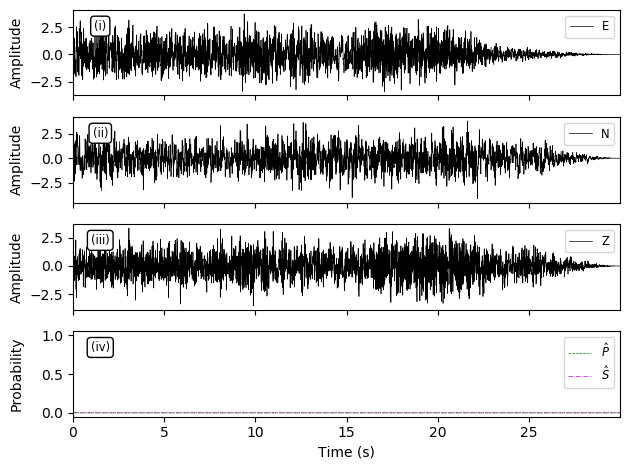 Amplitude
2.5
0.0
−2.5
(i)
E
Amplitude
2.5
0.0
−2.5
(ii)
N
Amplitude
2.5
0.0
−2.5
(iii)
Z
Probability
1.0
0.5
0.0
(iv)
P̂
Ŝ
0 5 10 15 20 25
Time (s)